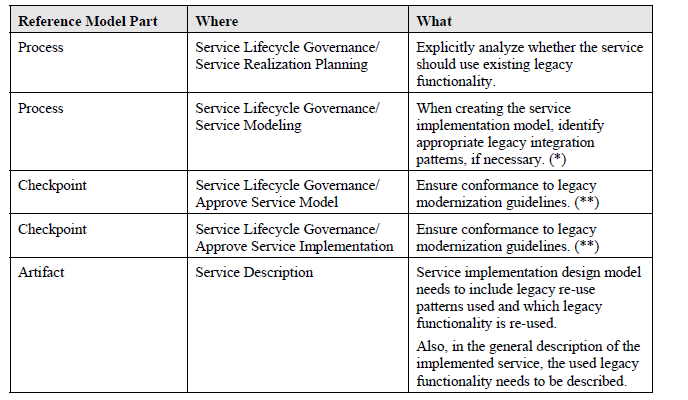 Reference Model Part Where What
Process Service Lifecycle Governance/ Explicitly analyze whether the service
Service Realization Planning should use existing legacy
functionality.
Process Service Lifecycle Governance/ When creating the service
Service Modeling implementation model, identify
appropriate legacy integration
patterns, if necessary. (*)
Checkpoint Service Lifecycle Governance/ Ensure conformance to legacy
Approve Service Model modernization guidelines. (**)
Checkpoint Service Lifecycle Governance/ Ensure conformance to legacy
Approve Service Implementation modernization guidelines. (**)
Artifact Service Description Service implementation design model
needs to include legacy re-use
patterns used and which legacy
functionality is re-used.
Also, in the general description of the
implemented service, the used legacy
functionality needs to be described.